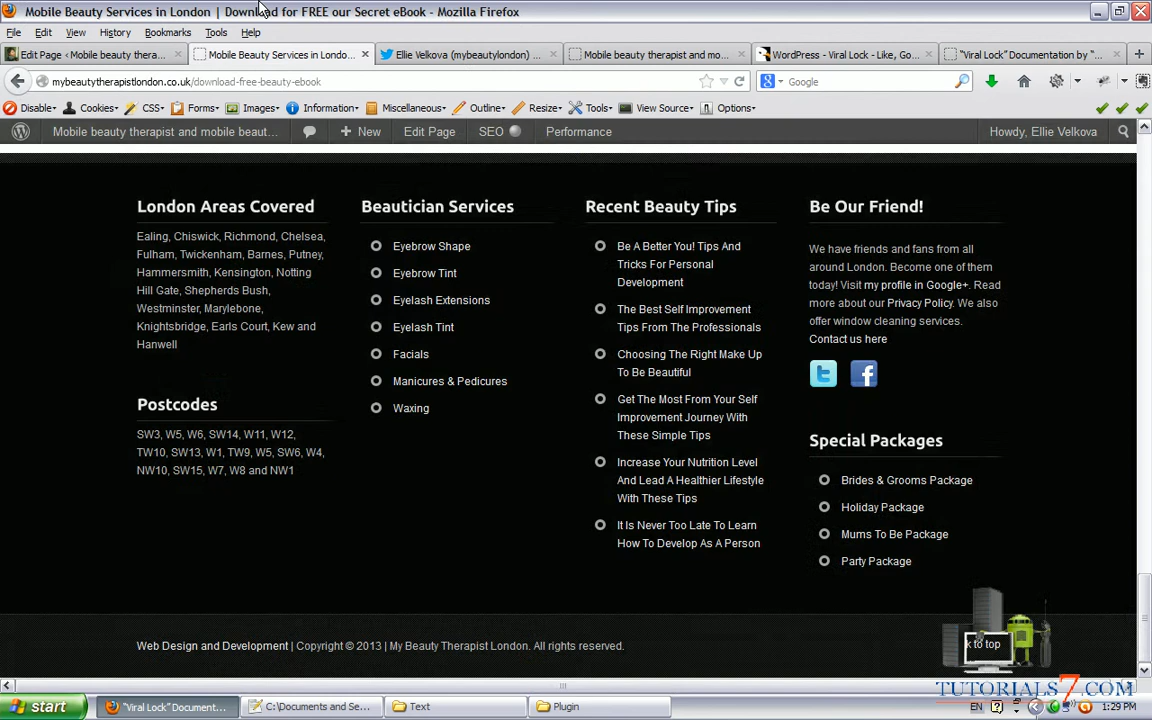 Mobile Beauty Services in London | Download for FREE our Secret eBook - Mozilla Firefox
File Edit View History Bookmarks Tools Help
Edit Page ‹ Mobile beauty thera... Mobile Beauty Services in Londo... Ellie Velkova (mybeautylondon) Mobile beauty therapist and mo... WordPress - Viral Lock - Like, Go... "Viral Lock" Documentation by "...
mybeautytherapistlondon.co.uk/download-free-beauty-ebook Google
Disable Cookies CSS Forms Images Information Miscellaneous Outline Resize Tools View Source Options
Mobile beauty therapist and mobile beaut... + New Edit Page SEO Performance Howdy, Ellie Velkova
London Areas Covered
Ealing, Chiswick, Richmond, Chelsea,
Fulham, Twickenham, Barnes, Putney,
Hammersmith, Kensington, Notting
Hill Gate, Shepherds Bush,
Westminster, Marylebone,
Knightsbridge, Earls Court, Kew and
Hanwell
Postcodes
SW3, W5, W6, SW14, W11, W12,
TW10, SW13, W1, TW9, W5, SW6, W4,
NW10, SW15, W7, W8 and NW1
Beautician Services
Eyebrow Shape
Eyebrow Tint
Eyelash Extensions
Eyelash Tint
Facials
Manicures & Pedicures
Waxing
Recent Beauty Tips
Be A Better You! Tips And
Tricks For Personal
Development
The Best Self Improvement
Tips From The Professionals
Choosing The Right Make Up
To Be Beautiful
Get The Most From Your Self
Improvement Journey With
These Simple Tips
Increase Your Nutrition Level
And Lead A Healthier Lifestyle
With These Tips
It Is Never Too Late To Learn
How To Develop As A Person
Be Our Friend!
We have friends and fans from all
around London. Become one of them
today! Visit my profile in Google+. Read
more about our Privacy Policy. We also
offer window cleaning services.
Contact us here
Special Packages
Brides & Grooms Package
Holiday Package
Mums To Be Package
Party Package
Web Design and Development | Copyright © 2013 | My Beauty Therapist London. All rights reserved.
k to top
TUTORIALS7.COM
start "Viral Lock" Document... C:\Documents and Se... Text Plugin EN 1:29 PM